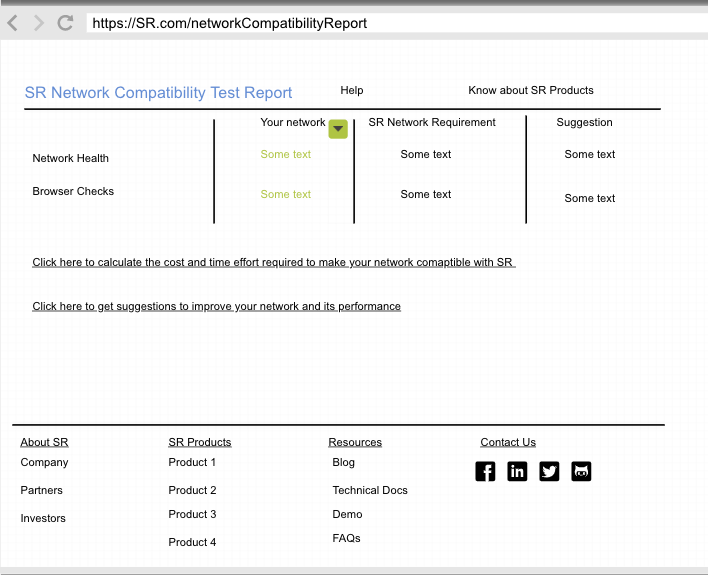 https://SR.com/networkCompatibilityReport
SR Network Compatibility Test Report Help Know about SR Products
Your network SR Network Requirement Suggestion
Network Health Some text Some text Some text
Browser Checks Some text Some text Some text
Click here to calculate the cost and time effort required to make your network comaptible with SR
Click here to get suggestions to improve your network and its performance
About SR SR Products Resources Contact Us
Company Product 1 Blog
Partners Product 2 Technical Docs
Investors Product 3 Demo
Product 4 FAQs